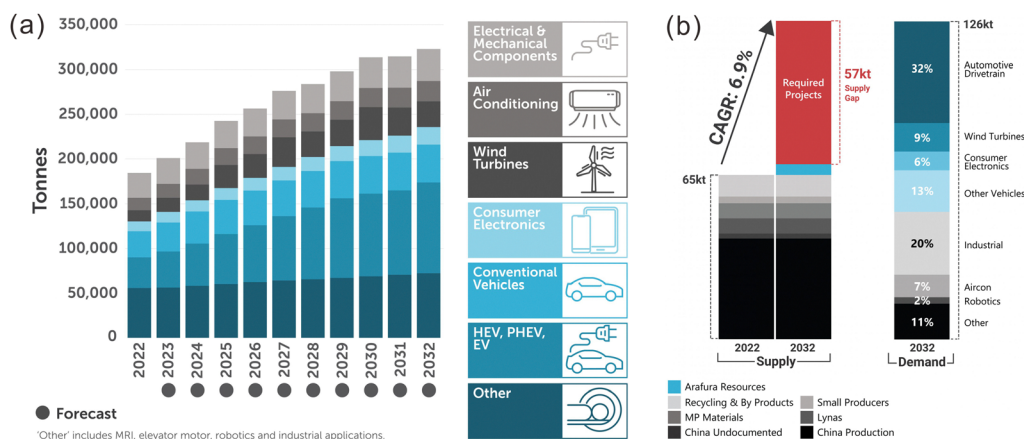 (a)
Tonnes
350,000
300,000
250,000
200,000
150,000
100,000
50,000
0
2022
2023
2024
2025
2026
2027
2028
2029
2030
2031
2032
Forecast
'Other' includes MRI, elevator motor, robotics and industrial applications.
Electrical &
Mechanical
Components
Air
Conditioning
Wind
Turbines
Consumer
Electronics
Conventional
Vehicles
HEV, PHEV,
EV
Other
(b)
CAGR: 6.9%
65kt
Required
Projects
57kt
Supply
Gap
2022
2032
Supply
126kt
32%
Automotive
Drivetrain
9%
Wind Turbines
6%
Consumer
Electronics
13%
Other Vehicles
20%
Industrial
7%
Aircon
2%
Robotics
11%
Other
2032
Demand
Arafura Resources
Recycling & By Products
Small Producers
MP Materials
Lynas
China Undocumented
China Production